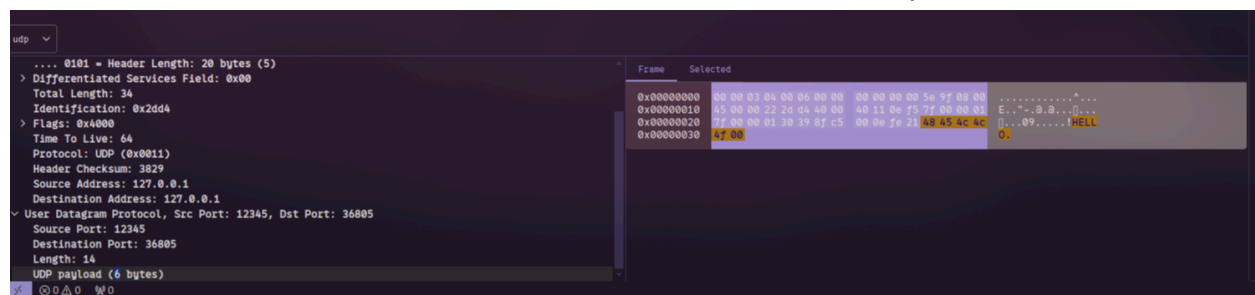 udp
.... 0101 = Header Length: 20 bytes (5)
> Differentiated Services Field: 0x00
Total Length: 34
Identification: 0x2dd4
> Flags: 0x4000
Time To Live: 64
Protocol: UDP (0x0011)
Header Checksum: 3829
Source Address: 127.0.0.1
Destination Address: 127.0.0.1
User Datagram Protocol, Src Port: 12345, Dst Port: 36805
Source Port: 12345
Destination Port: 36805
Length: 14
UDP payload (6 bytes)
0 0 0
Frame Selected
0x00000000 00 00 03 04 00 06 00 00 00 00 00 00 5e 9f 08 00 ............^...
0x00000010 45 00 00 22 2d d4 40 00 40 11 0e f5 7f 00 00 01 E.."-.@.@.......
0x00000020 7f 00 00 01 30 39 8f c5 00 0e fe 21 48 45 4c 4c ....09.....!HELL
0x00000030 4f 00 O.